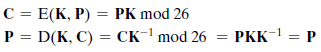 C = E(K, P) = PK mod 26
P = D(K, C) = CK⁻¹ mod 26 = PKK⁻¹ = P